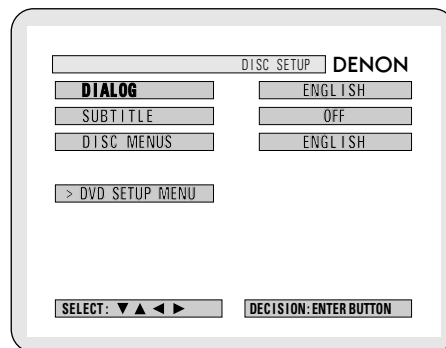 DISC SETUP DENON
DIALOG ENGLISH
SUBTITLE OFF
DISC MENUS ENGLISH
> DVD SETUP MENU
SELECT: ▼ ▲ ◄ ► DECISION: ENTER BUTTON